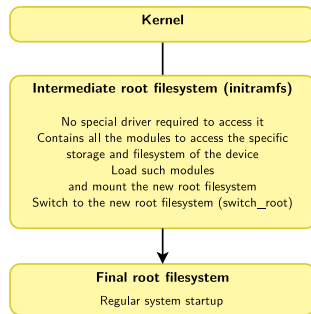 Kernel
Intermediate root filesystem (initramfs)
No special driver required to access it
Contains all the modules to access the specific
storage and filesystem of the device
Load such modules
and mount the new root filesystem
Switch to the new root filesystem (switch_root)
Final root filesystem
Regular system startup